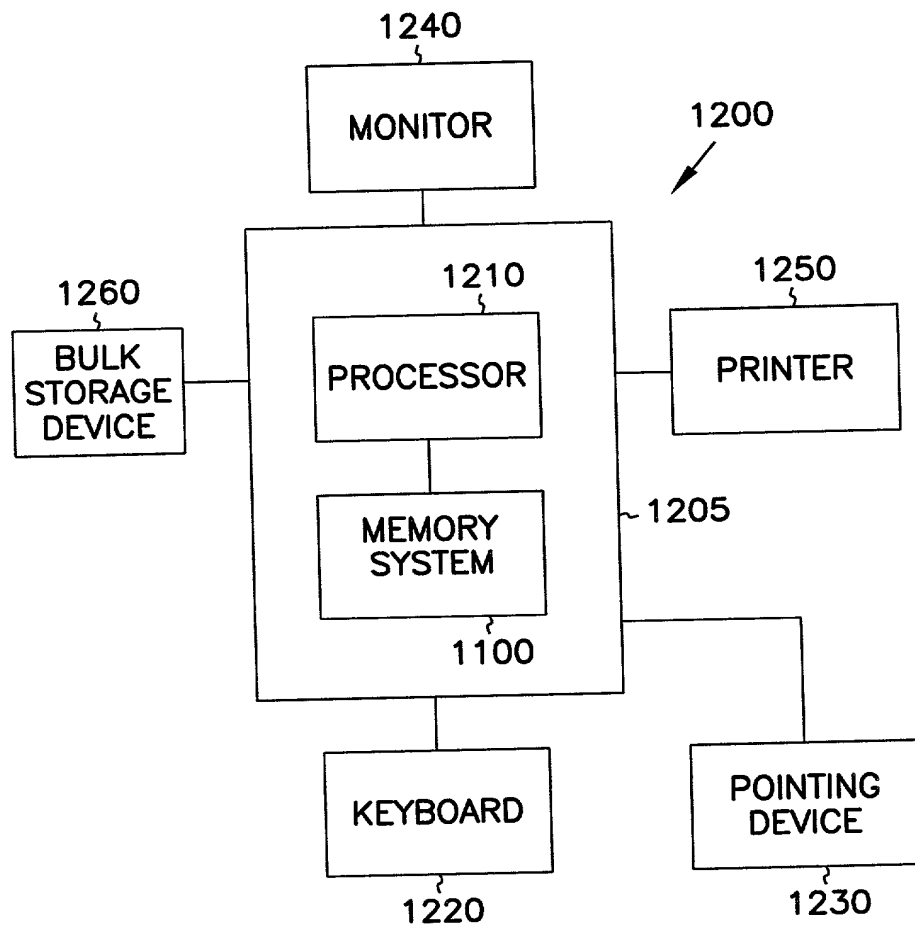 1240
MONITOR
1200
1260
BULK
STORAGE
DEVICE
1210
PROCESSOR
1250
PRINTER
MEMORY
SYSTEM
1205
1100
KEYBOARD
1220
POINTING
DEVICE
1230